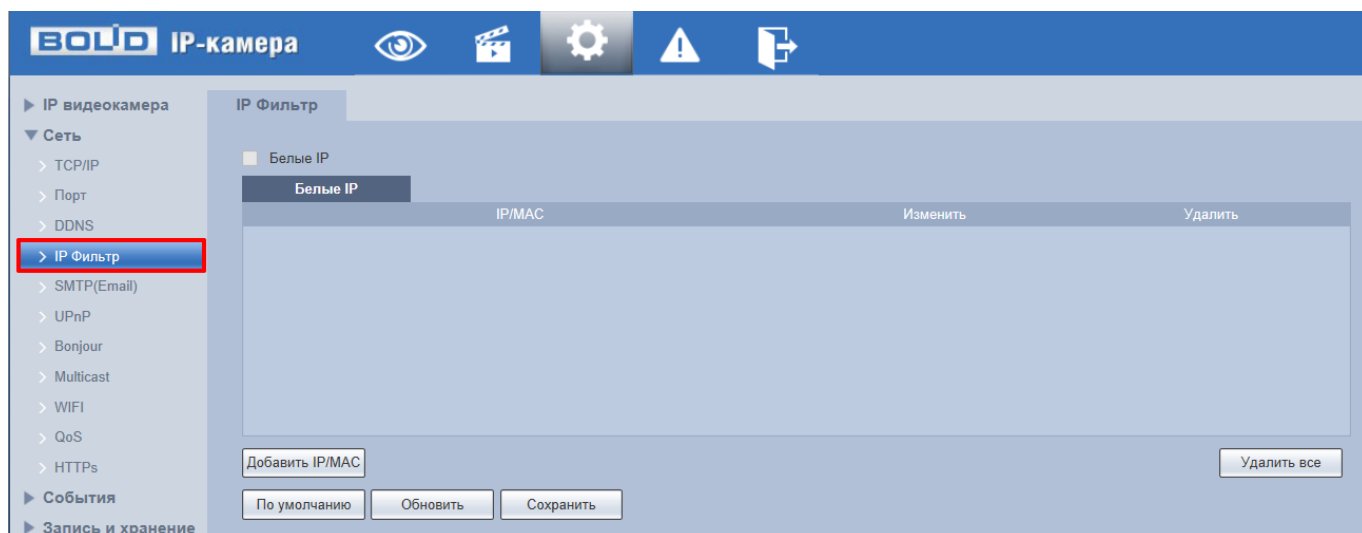 BOLID IP-камера
IP видеокамера
Сеть
TCP/IP
Порт
DDNS
IP Фильтр
SMTP(Email)
UPnP
Bonjour
Multicast
WIFI
QoS
HTTPs
События
Запись и хранение
IP Фильтр
Белые IP
Белые IP
IP/MAC Изменить Удалить
Добавить IP/MAC Удалить все
По умолчанию Обновить Сохранить